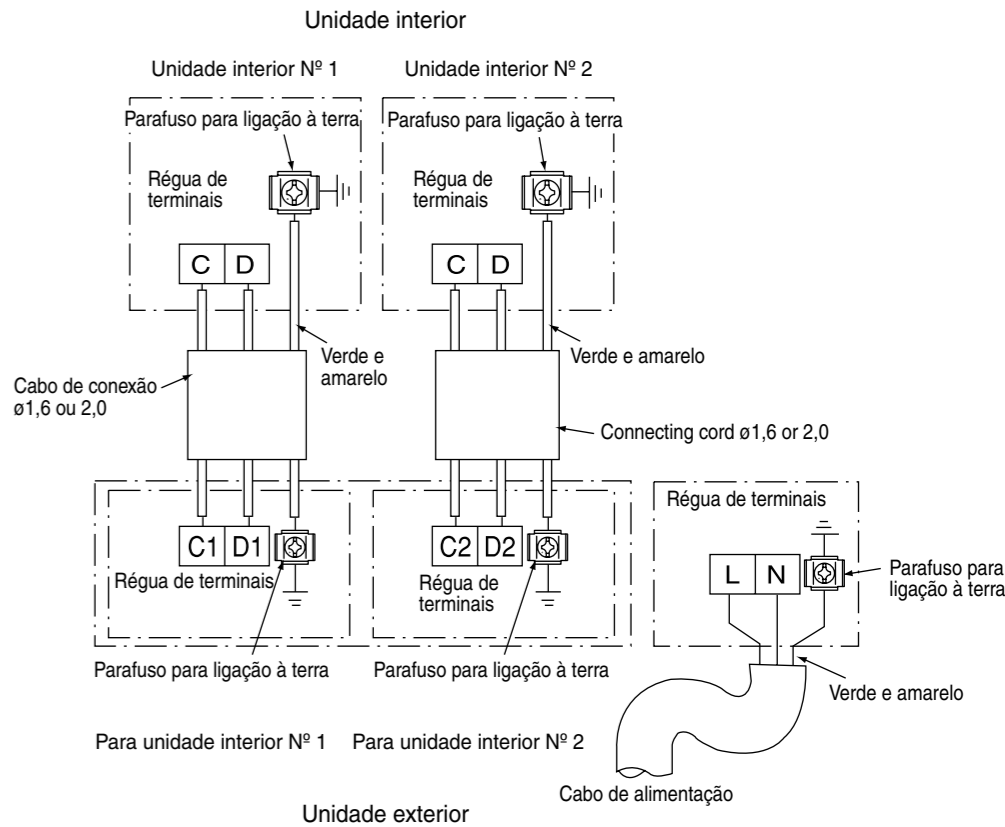 Unidade interior
Unidade interior Nº 1
Unidade interior Nº 2
Parafuso para ligação à terra
Parafuso para ligação à terra
Régua de
terminais
Régua de
terminais
C D
C D
Verde e
amarelo
Verde e amarelo
Cabo de conexão
ø1,6 ou 2,0
Connecting cord ø1,6 or 2,0
Régua de terminais
C1 D1
C2 D2
L N
Régua de terminais
Régua de
terminais
Parafuso para
ligação à terra
Parafuso para ligação à terra
Parafuso para ligação à terra
Verde e amarelo
Para unidade interior Nº 1
Para unidade interior Nº 2
Cabo de alimentação
Unidade exterior